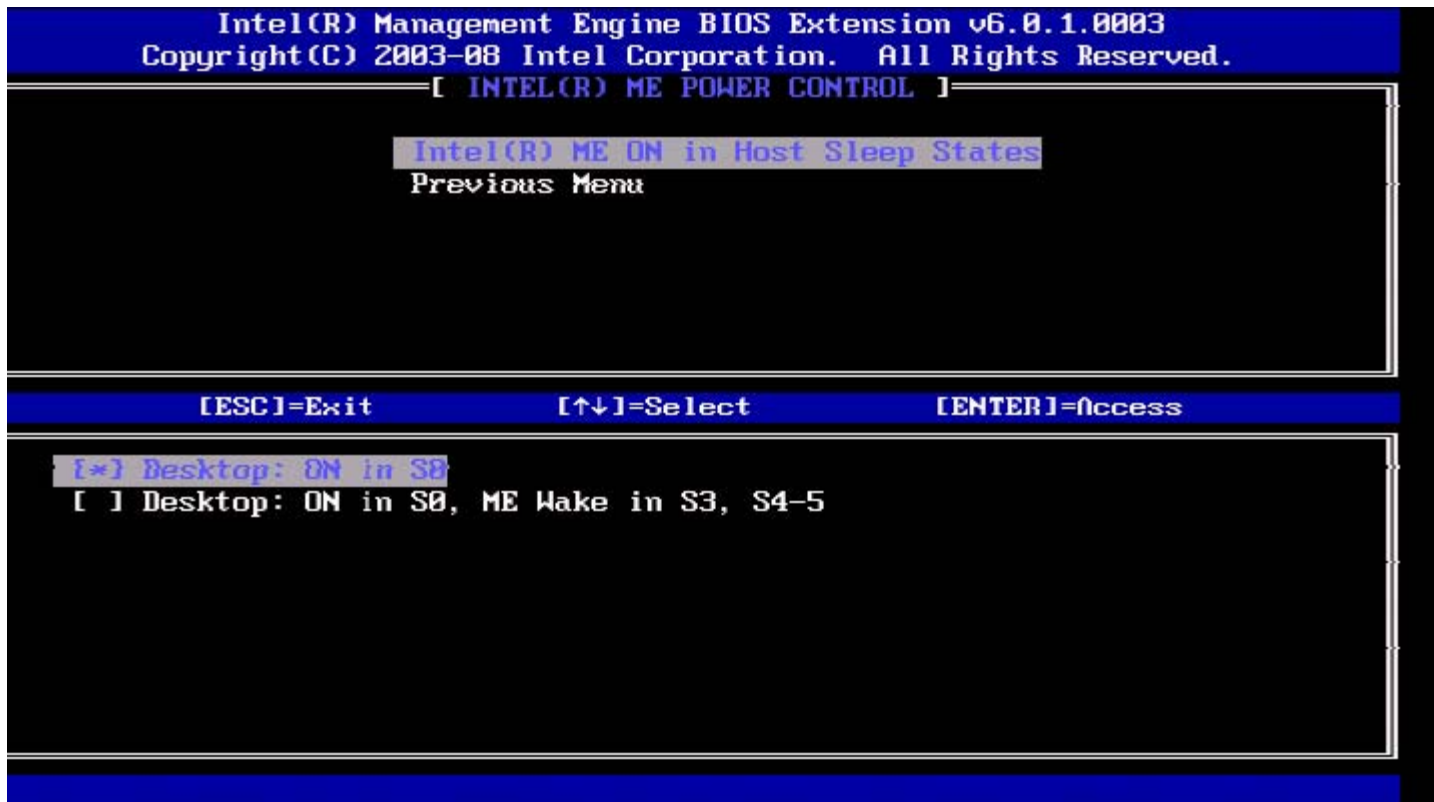 Intel(R) Management Engine BIOS Extension v6.0.1.0003
Copyright(C) 2003-08 Intel Corporation. All Rights Reserved.
[ INTEL(R) ME POWER CONTROL ]
Intel(R) ME ON in Host Sleep States
Previous Menu
[ESC]=Exit [↑↓]=Select [ENTER]=Access
[*] Desktop: ON in S0
[ ] Desktop: ON in S0, ME Wake in S3, S4-5